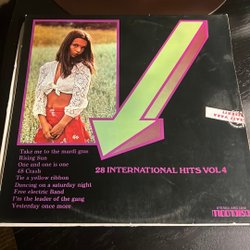 28 INTERNATIONAL HITS VOL 4
Take me to the mardi gras
Rising Sun
One and one is one
48 Crash
Tie a yellow ribbon
Dancing on a saturday night
Free electric Band
I'm the leader of the gang
Yesterday once more